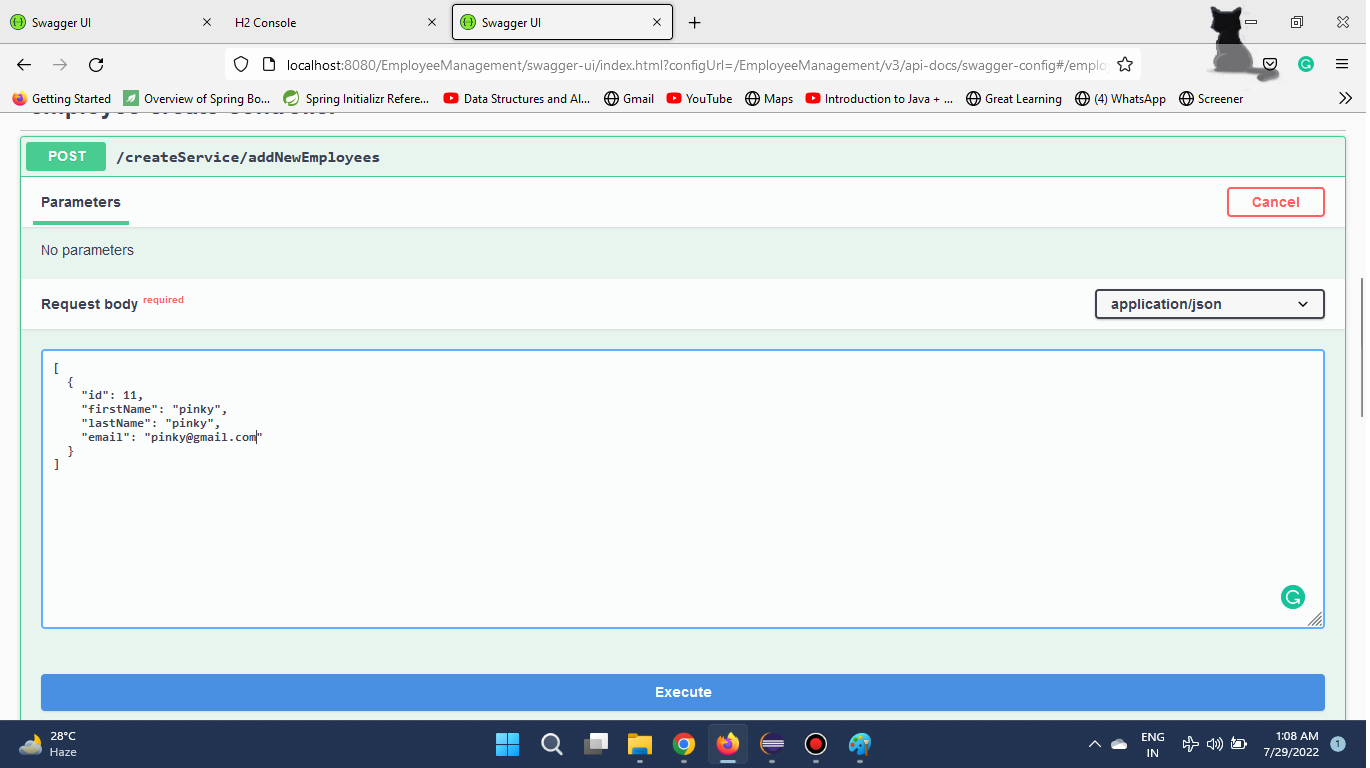 Swagger UI
H2 Console
Swagger UI
localhost:8080/EmployeeManagement/swagger-ui/index.html?configUrl=/EmployeeManagement/v3/api-docs/swagger-config#/emplo
Getting Started
Overview of Spring Bo...
Spring Initializr Refere...
Data Structures and Al...
Gmail
YouTube
Maps
Introduction to Java + ...
Great Learning
(4) WhatsApp
Screener
POST /createService/addNewEmployees
Parameters
Cancel
No parameters
Request body required
application/json
[
{
"id": 11,
"firstName": "pinky",
"lastName": "pinky",
"email": "pinky@gmail.com"
}
]
Execute
28°C
Haze
ENG
IN
1:08 AM
7/29/2022
1